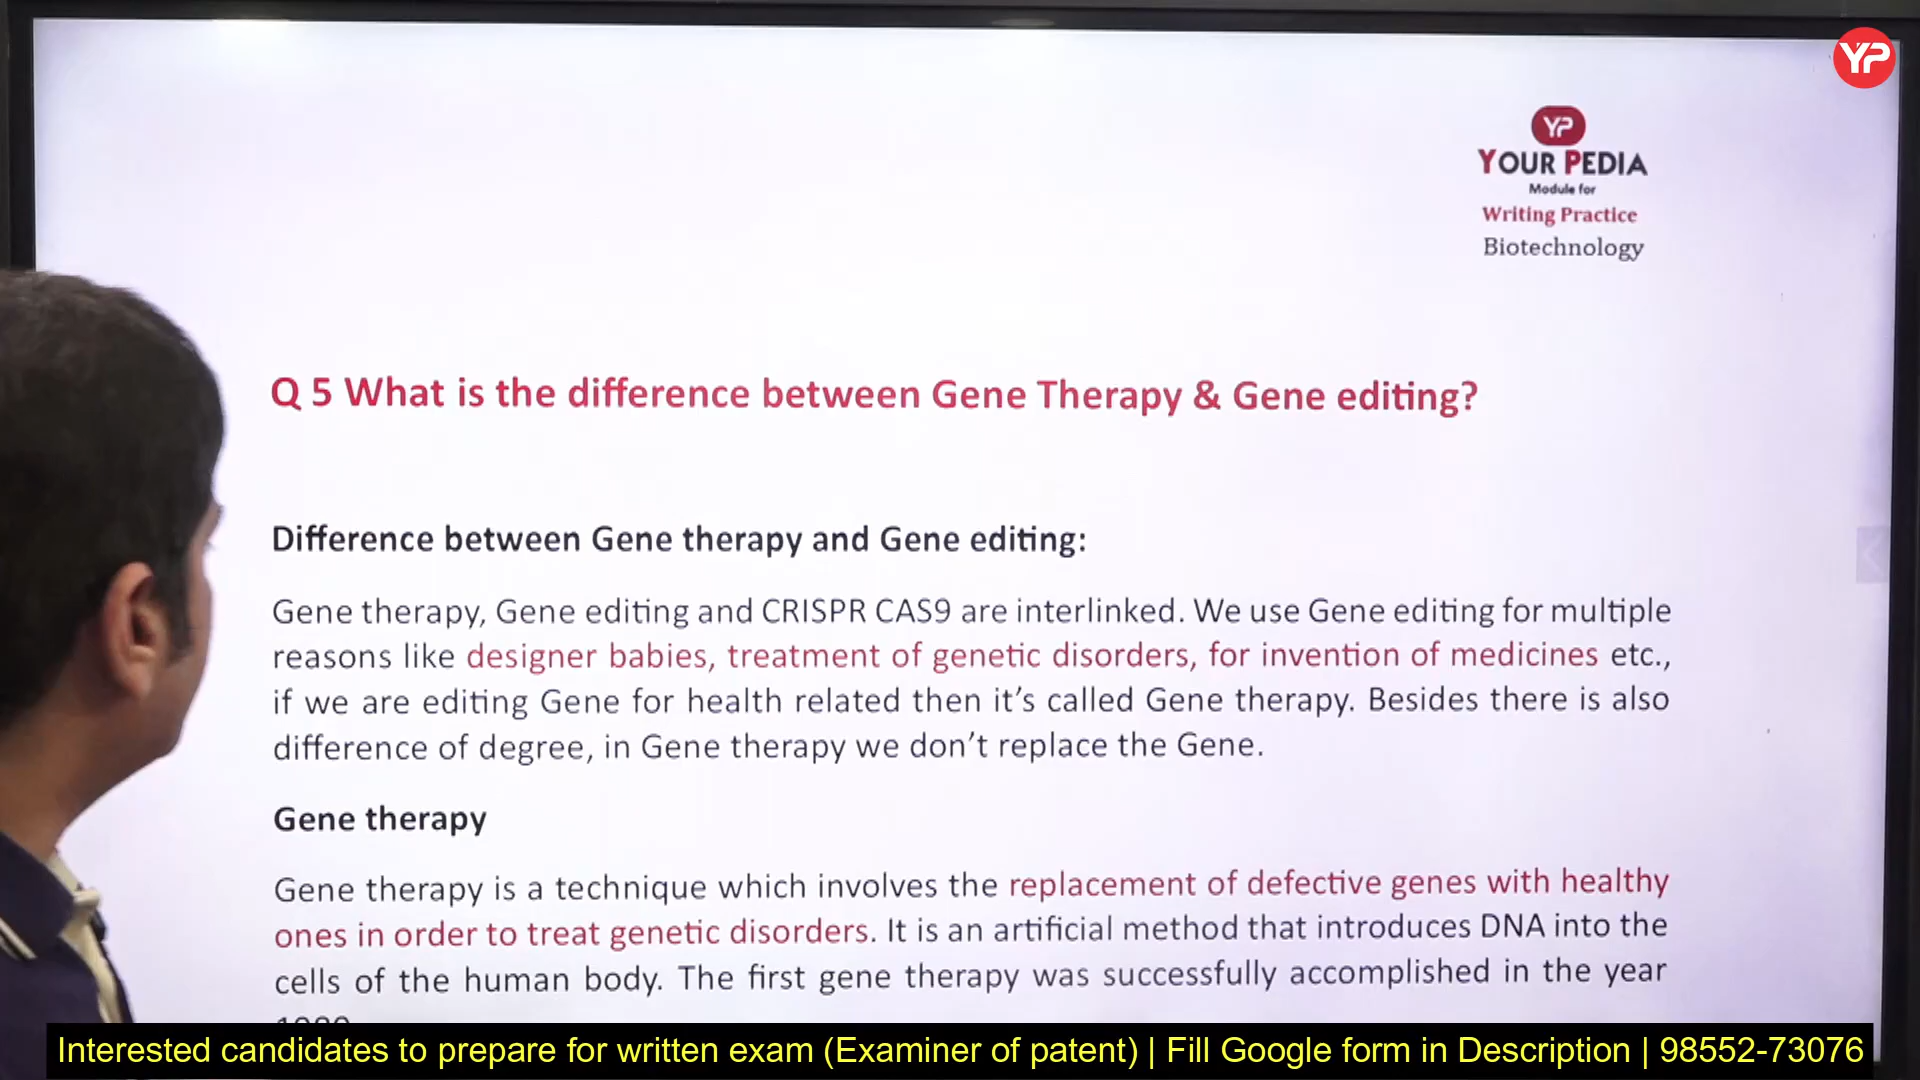 YP
YP
YOUR PEDIA
Module for
Writing Practice
Biotechnology
Q 5 What is the difference between Gene Therapy & Gene editing?
Difference between Gene therapy and Gene editing:
Gene therapy, Gene editing and CRISPR CAS9 are interlinked. We use Gene editing for multiple
reasons like designer babies, treatment of genetic disorders, for invention of medicines etc.,
if we are editing Gene for health related then it's called Gene therapy. Besides there is also
difference of degree, in Gene therapy we don't replace the Gene.
Gene therapy
Gene therapy is a technique which involves the replacement of defective genes with healthy
ones in order to treat genetic disorders. It is an artificial method that introduces DNA into the
cells of the human body. The first gene therapy was successfully accomplished in the year
Interested candidates to prepare for written exam (Examiner of patent) | Fill Google form in Description | 98552-73076